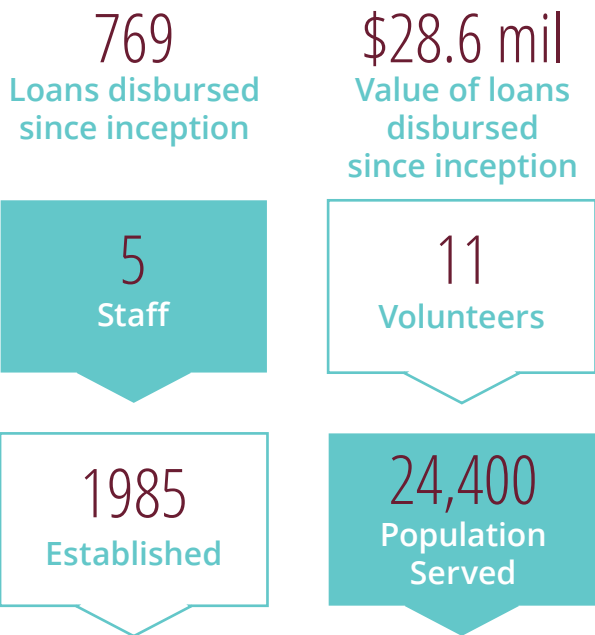 769
Loans disbursed
since inception
$28.6 mil
Value of loans
disbursed
since inception
5
Staff
11
Volunteers
1985
Established
24,400
Population
Served